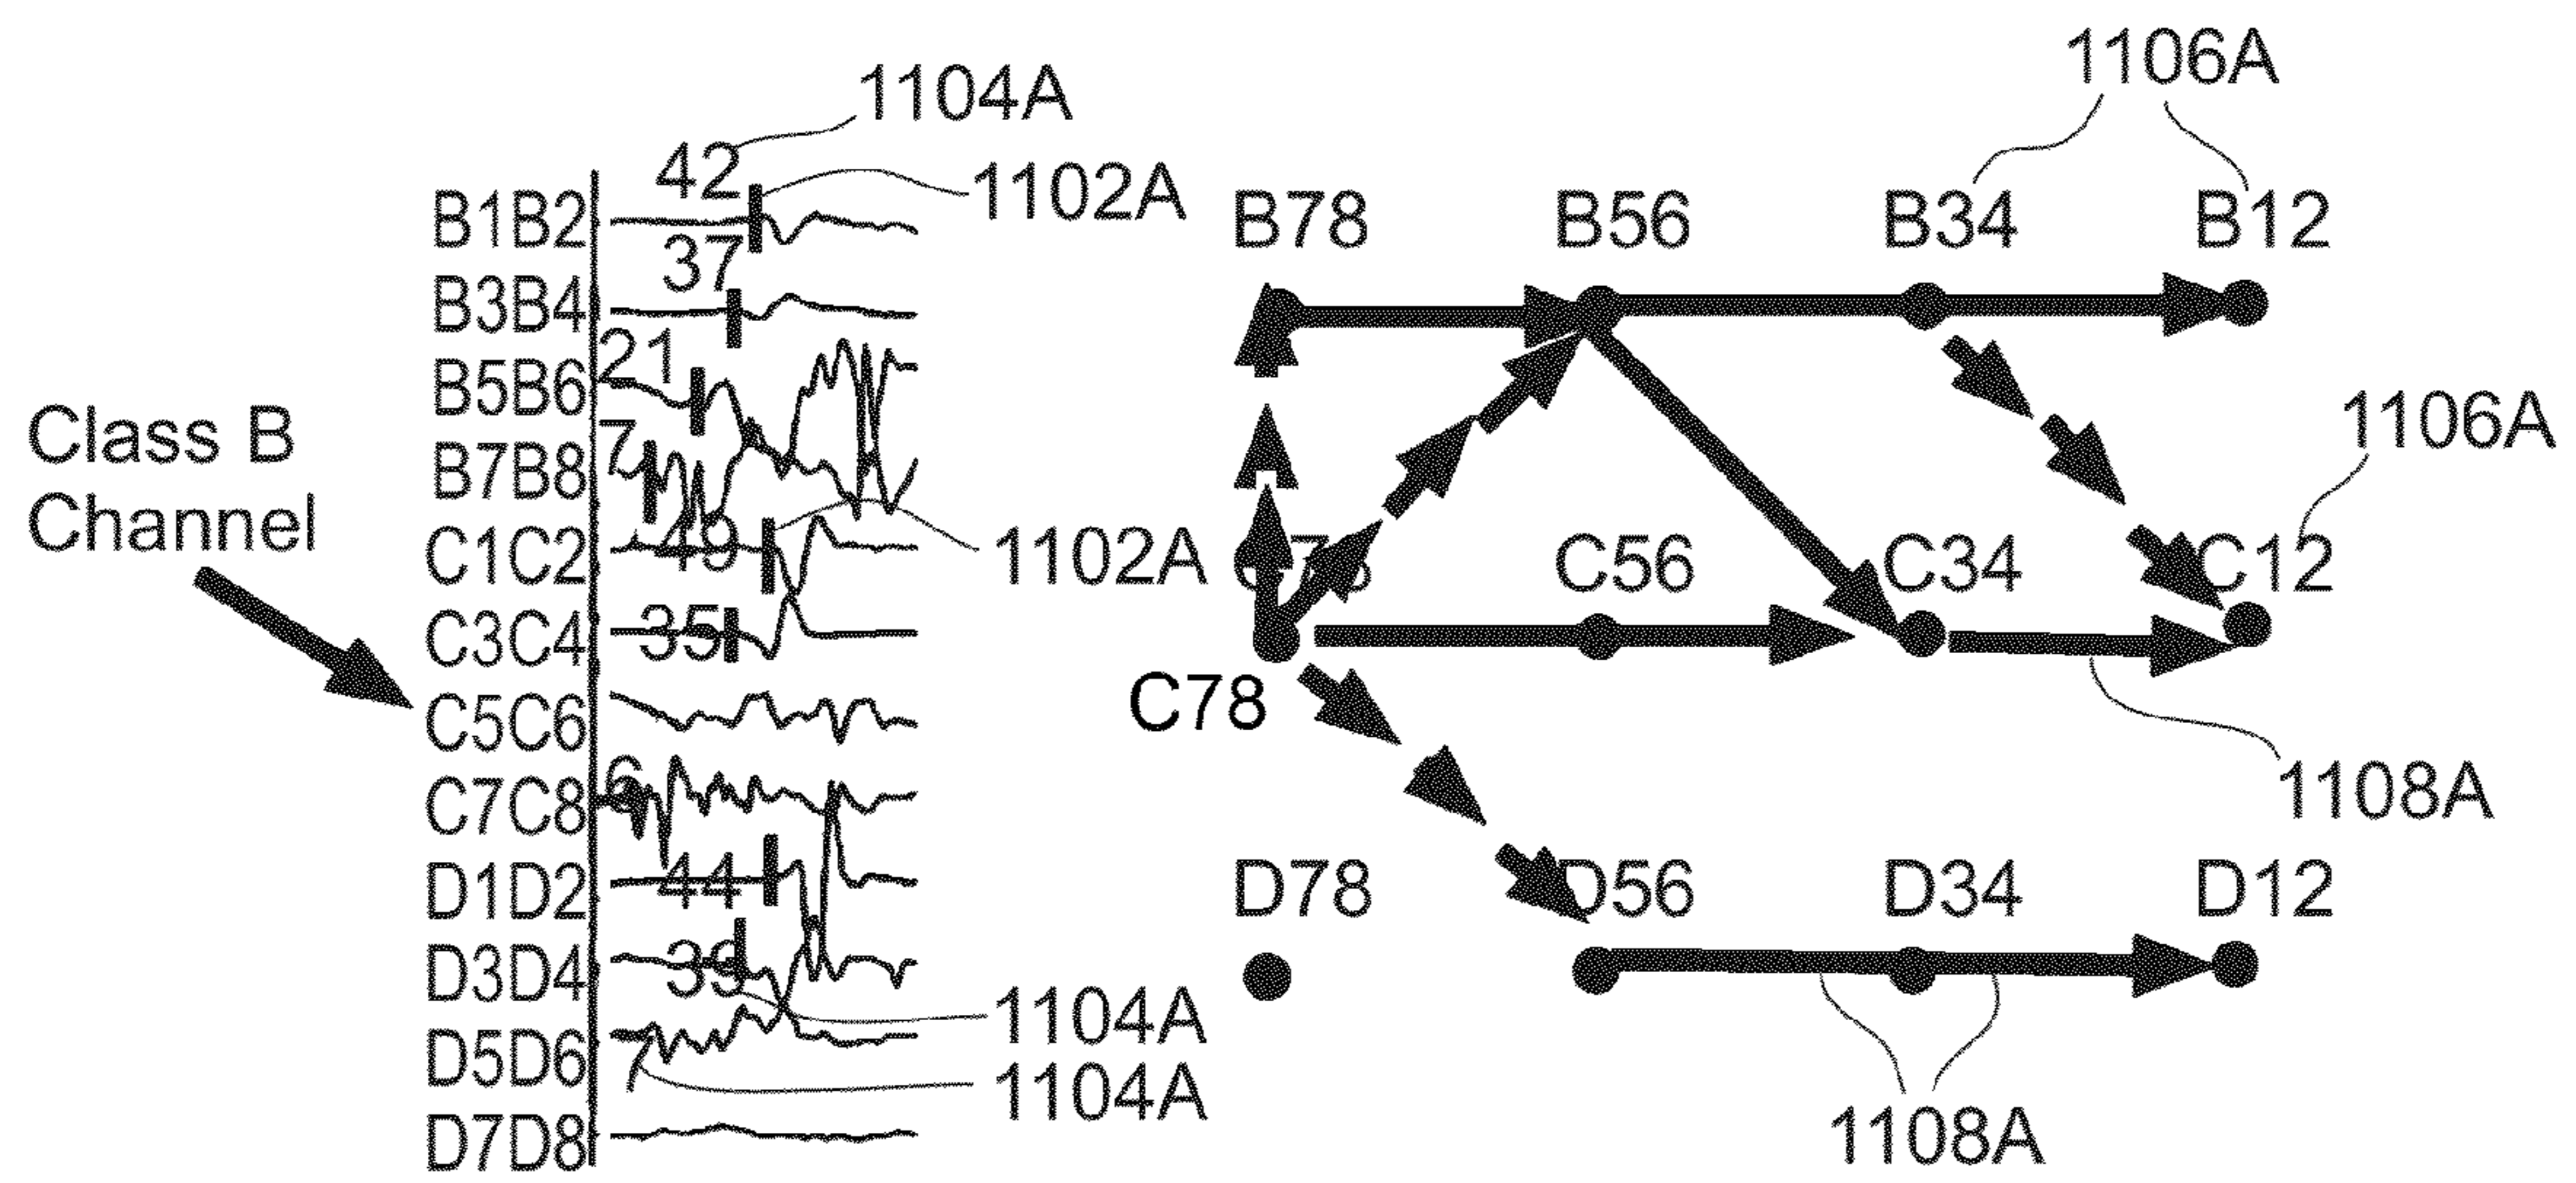 1106A
1104A
42
1102A
B1B2
B78
B56
B34
B12
37
B3B4
21
B5B6
1106A
Class B
Channel
7
B7B8
49
C1C2
1102A
C78
C56
C34
C12
35
C3C4
C5C6
C78
6
C7C8
1108A
44
D1D2
D78
D56
D34
D12
39
D3D4
1104A
7
D5D6
1104A
1108A
D7D8